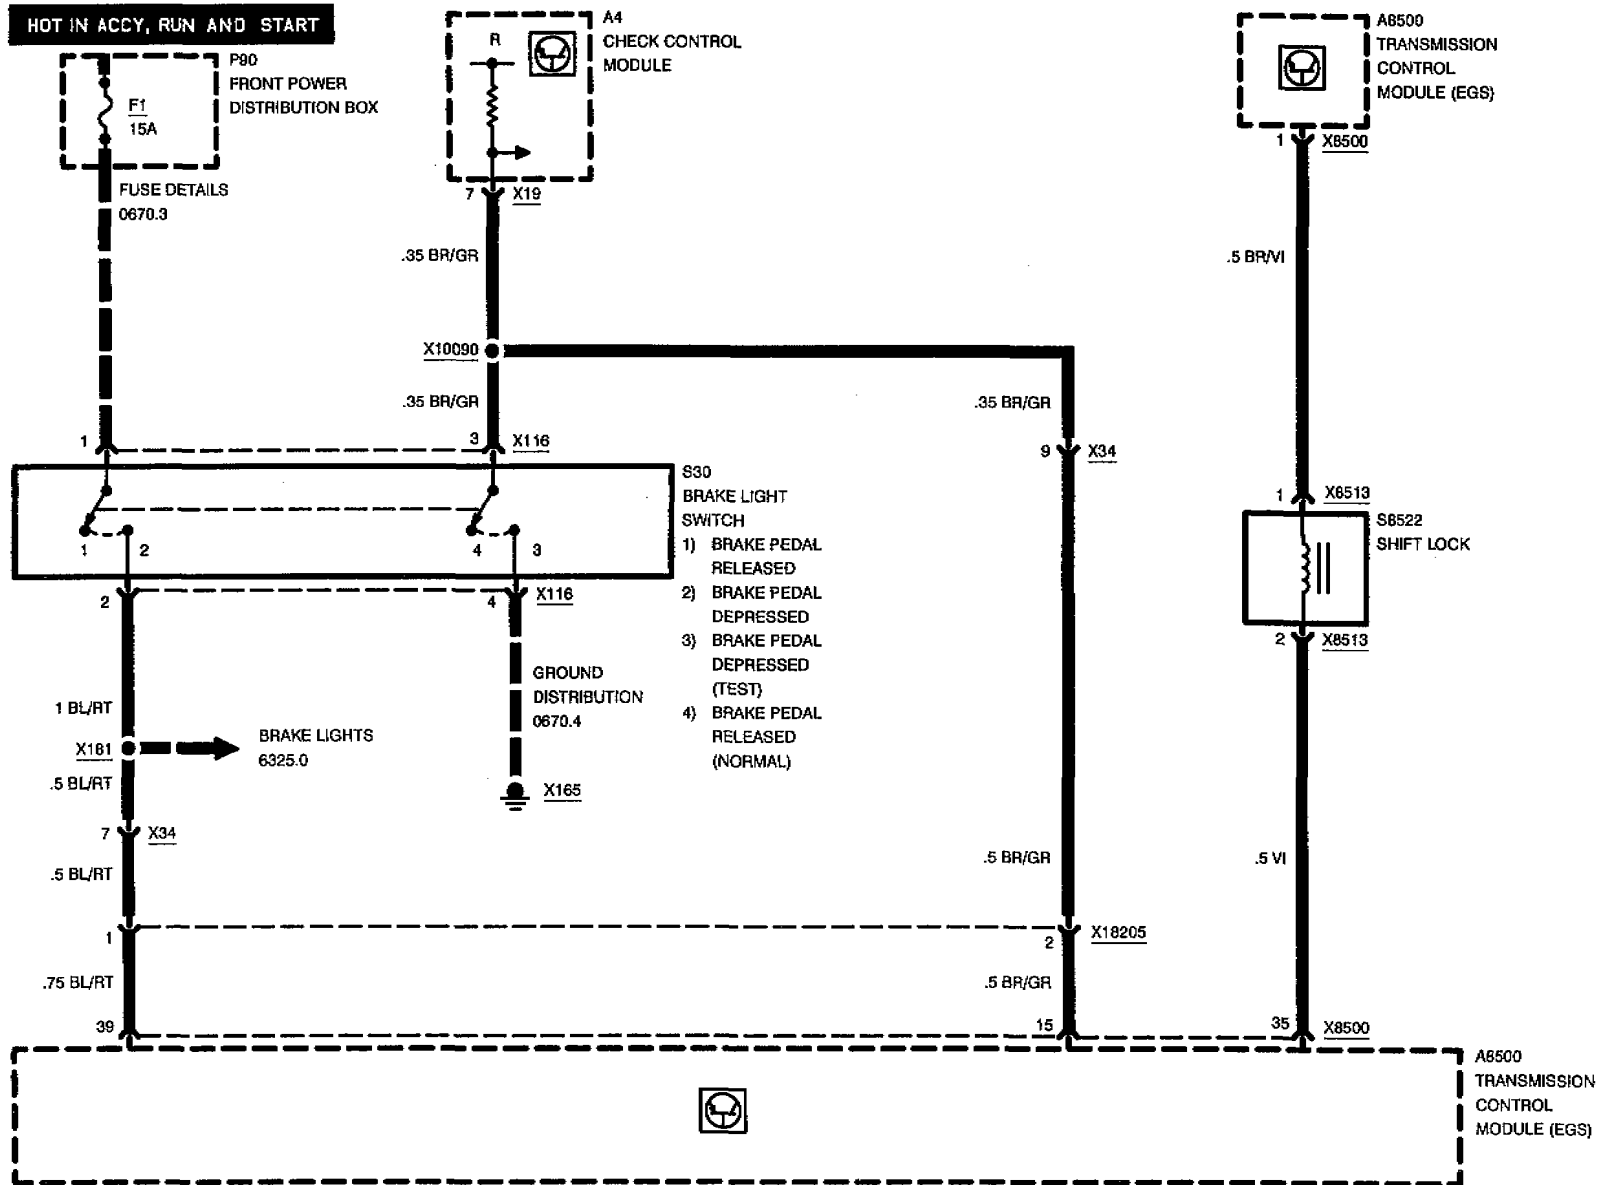 HOT IN ACCY, RUN AND START
P90
FRONT POWER
DISTRIBUTION BOX
F1
15A
FUSE DETAILS
0670.3
A4
CHECK CONTROL
MODULE
R
7 X19
.35 BR/GR
X10090
.35 BR/GR
.35 BR/GR
A8500
TRANSMISSION
CONTROL
MODULE (EGS)
1 X8500
.5 BR/VI
1
3 X116
9 X34
1 X8513
S30
BRAKE LIGHT
SWITCH
1) BRAKE PEDAL
RELEASED
2) BRAKE PEDAL
DEPRESSED
3) BRAKE PEDAL
DEPRESSED
(TEST)
4) BRAKE PEDAL
RELEASED
(NORMAL)
1 2
4 3
S8522
SHIFT LOCK
2
4 X116
2 X8513
GROUND
DISTRIBUTION
0670.4
X165
1 BL/RT
X181
BRAKE LIGHTS
6325.0
.5 BL/RT
7 X34
.5 BL/RT
.5 BR/GR
.5 VI
1
2 X18205
.75 BL/RT
.5 BR/GR
39
15
35 X8500
A8500
TRANSMISSION
CONTROL
MODULE (EGS)